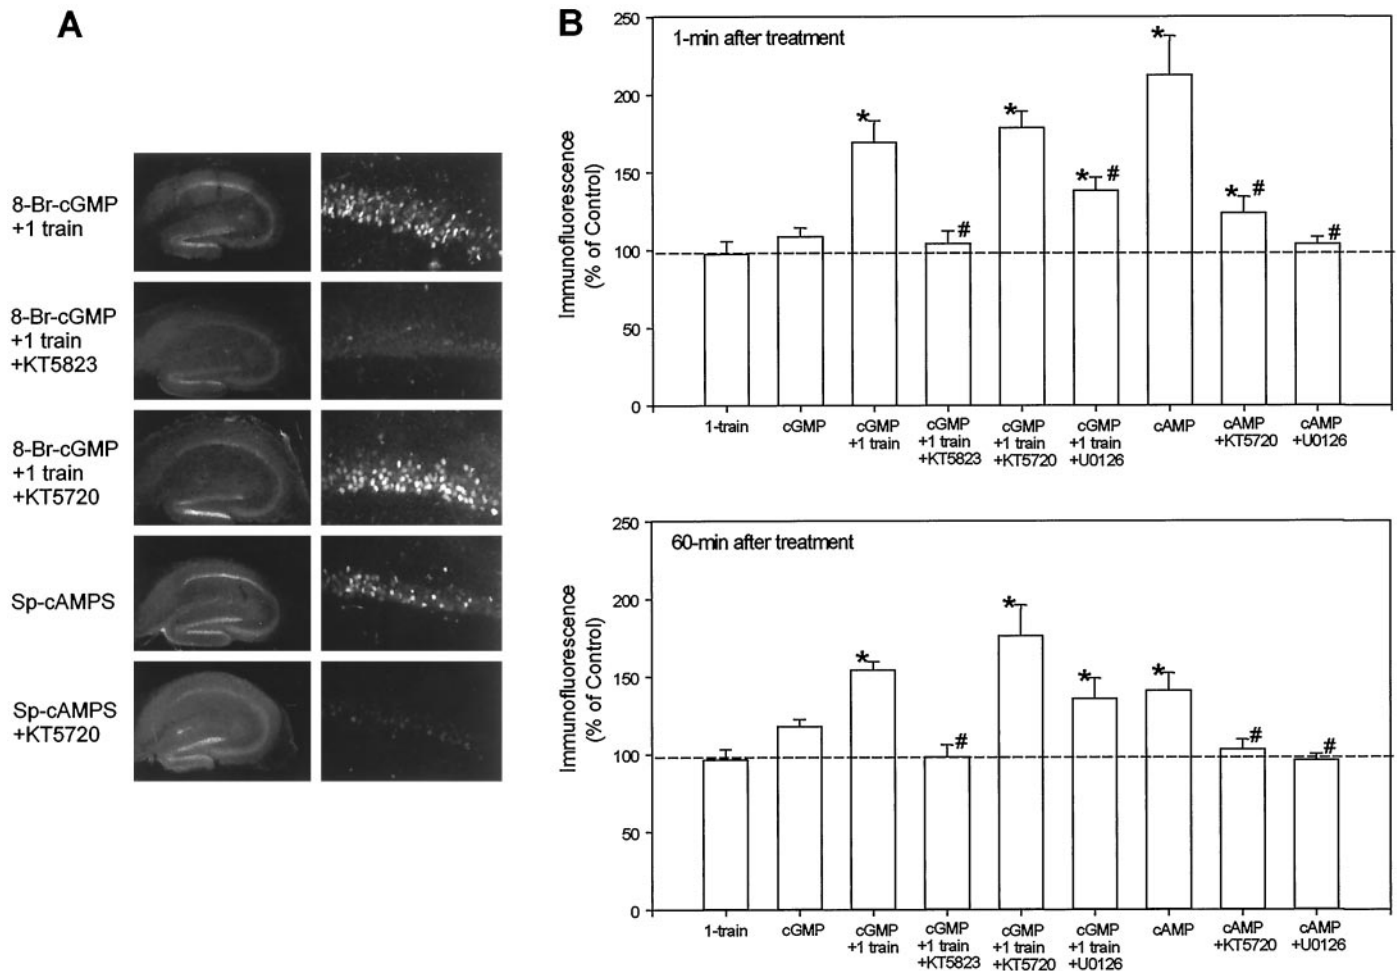 A
8-Br-cGMP
+1 train
8-Br-cGMP
+1 train
+KT5823
8-Br-cGMP
+1 train
+KT5720
Sp-cAMPS
Sp-cAMPS
+KT5720
B
1-min after treatment
Immunofluorescence
(% of Control)
250
200
150
100
50
0
* * * # * * * # #
1-train cGMP cGMP cGMP cGMP cGMP cAMP cAMP cAMP
+1 train +1 train +1 train +1 train +KT5720 +U0126
+KT5823 +KT5720 +U0126
60-min after treatment
Immunofluorescence
(% of Control)
250
200
150
100
50
0
* # * * * # #
1-train cGMP cGMP cGMP cGMP cGMP cAMP cAMP cAMP
+1 train +1 train +1 train +1 train +KT5720 +U0126
+KT5823 +KT5720 +U0126